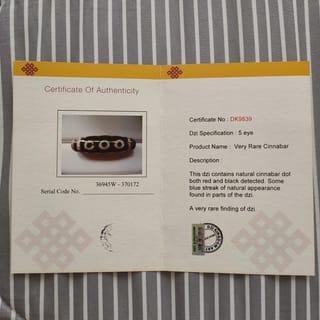 Certificate Of Authenticity
36945W - 370172
Serial Code No.
Certificate No : DK9839
Dzi Specification : 5 eye
Product Name : Very Rare Cinnabar
Description :
This dzi contains natural cinnabar dot
both red and black detected. Some
blue streak of natural appearance
found in parts of the dzi.
A very rare finding of dzi.